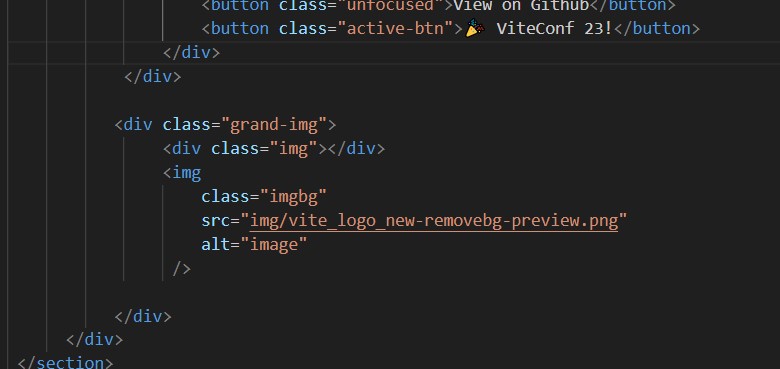 <button class="unfocused">View on Github</button>
<button class="active-btn">🎉 ViteConf 23!</button>
</div>
</div>
<div class="grand-img">
<div class="img"></div>
<img
class="imgbg"
src="img/vite_logo_new-removebg-preview.png"
alt="image"
/>
</div>
</div>
</section>